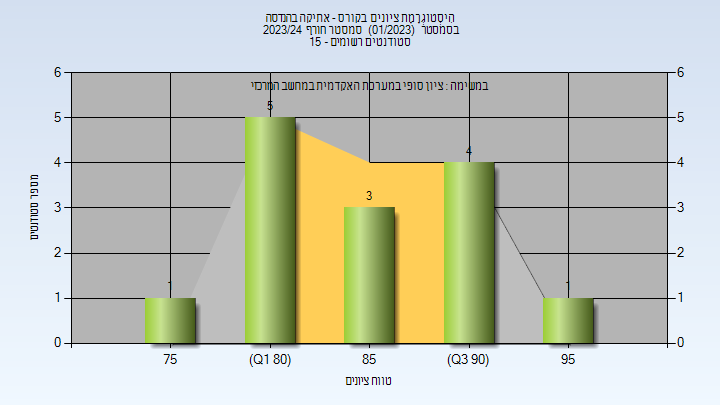 היסטוגרמת ציונים בקורס - אתיקה בהנדסה
בסמסטר (01/2023) סמסטר חורף 2023/24
סטודנטים רשומים - 15
במשימה : ציון סופי במערכת האקדמית במחשב המרכזי
מספר סטודנטים
6 6
5 5
4 4
3 3
2 2
1 1
0 0
1 5 3 4 1
75 (Q1 80) 85 (Q3 90) 95
טווח ציונים